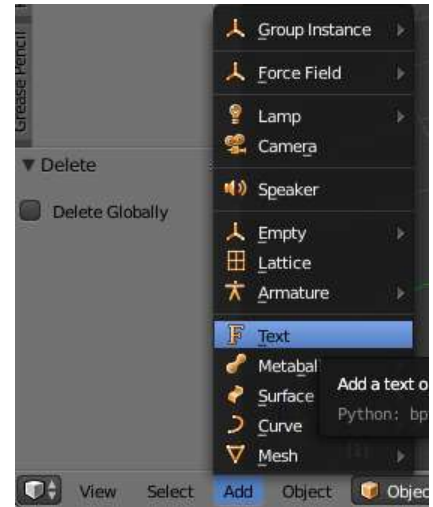 Grease Pencil
Group Instance
Force Field
Lamp
Camera
Delete
Speaker
Delete Globally
Empty
Lattice
Armature
Text
Metabal
Surface
Add a text o
Python: bp
Curve
Mesh
View Select Add Object Objec